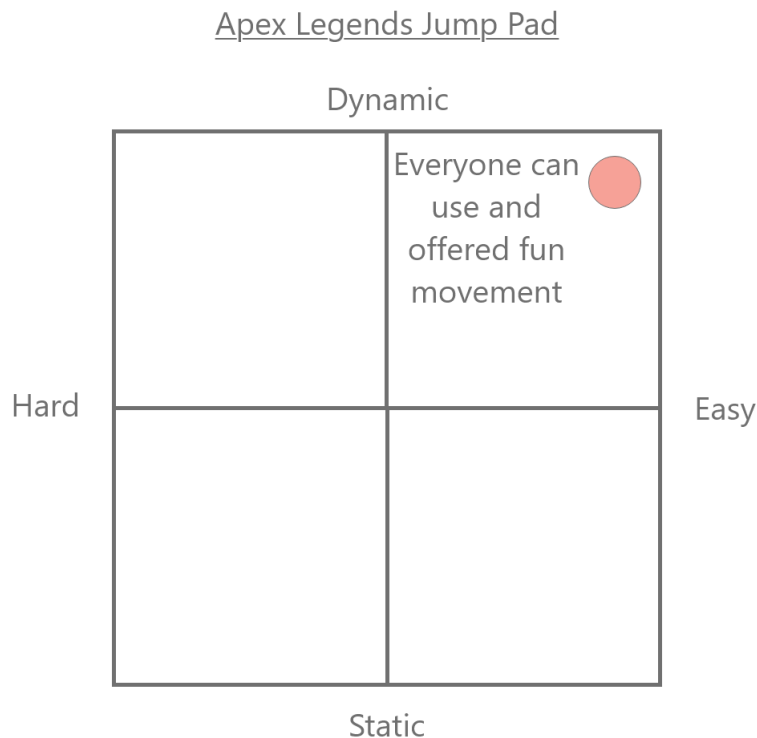 Apex Legends Jump Pad
Dynamic
Everyone can
use and
offered fun
movement
Hard
Easy
Static